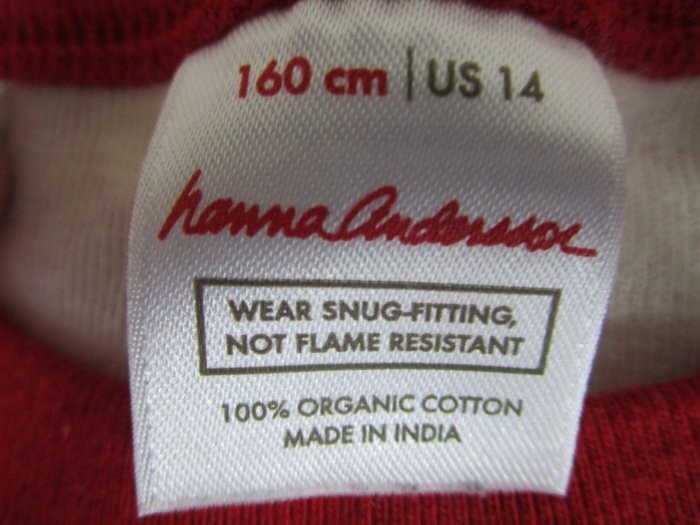 160 cm | US 14
hanna Andersson
WEAR SNUG-FITTING,
NOT FLAME RESISTANT
100% ORGANIC COTTON
MADE IN INDIA